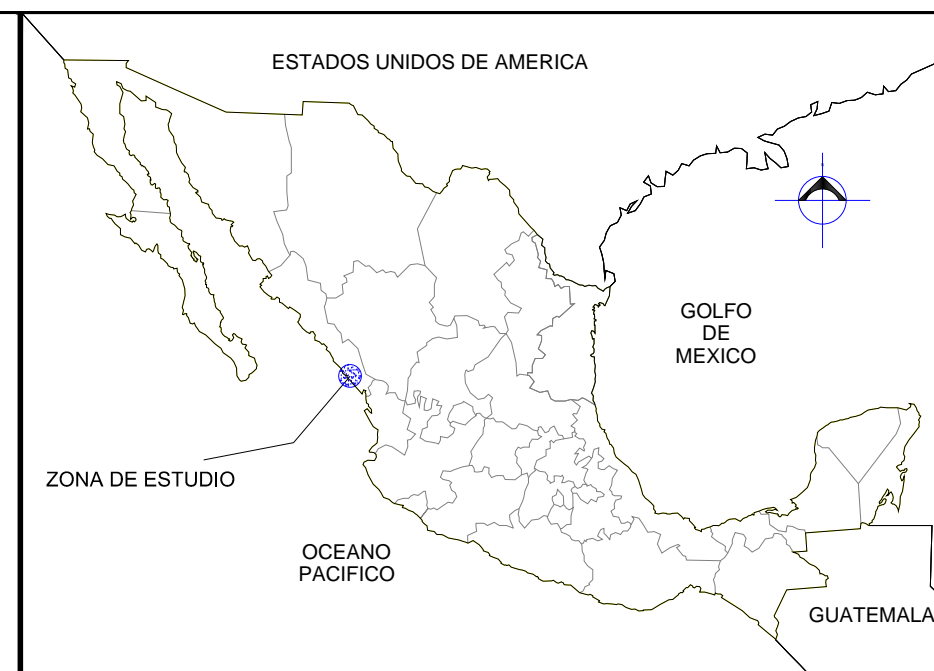 ESTADOS UNIDOS DE AMERICA
GOLFO
DE
MEXICO
ZONA DE ESTUDIO
OCEANO
PACIFICO
GUATEMALA